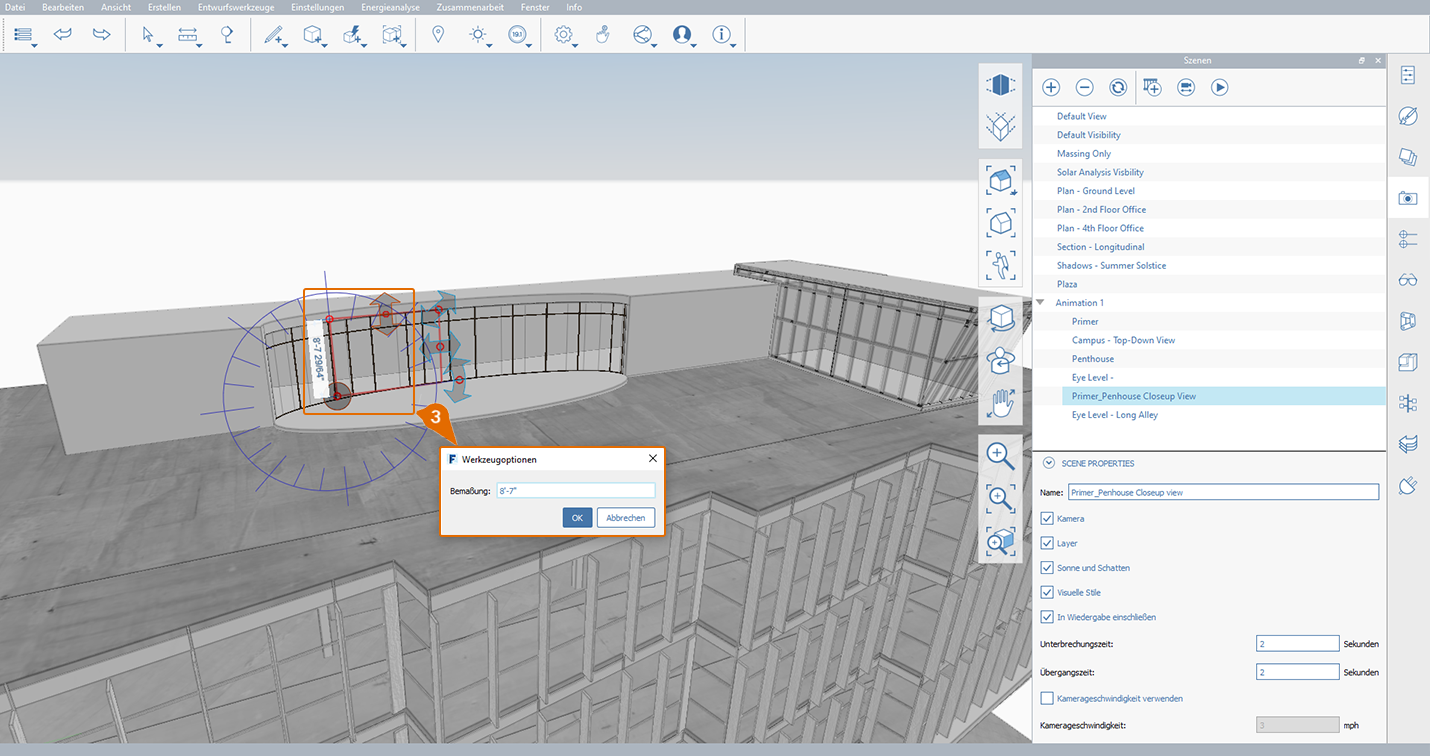 Datei Bearbeiten Ansicht Erstellen Entwurfswerkzeuge Einstellungen Energieanalyse Zusammenarbeit Fenster Info
19.1
Szenen
Default View
Default Visibility
Massing Only
Solar Analysis Visbility
Plan - Ground Level
Plan - 2nd Floor Office
Plan - 4th Floor Office
Section - Longitudinal
Shadows - Summer Solstice
Plaza
Animation 1
Primer
Campus - Top-Down View
Penthouse
Eye Level -
Primer_Penhouse Closeup View
Eye Level - Long Alley
8'-7 29/64"
3
F Werkzeugoptionen
Bemaßung: 8'-7"
OK Abbrechen
SCENE PROPERTIES
Name: Primer_Penhouse Closeup view
Kamera
Layer
Sonne und Schatten
Visuelle Stile
In Wiedergabe einschließen
Unterbrechungszeit: 2 Sekunden
Übergangszeit: 2 Sekunden
Kamerageschwindigkeit verwenden
Kamerageschwindigkeit: 3 mph